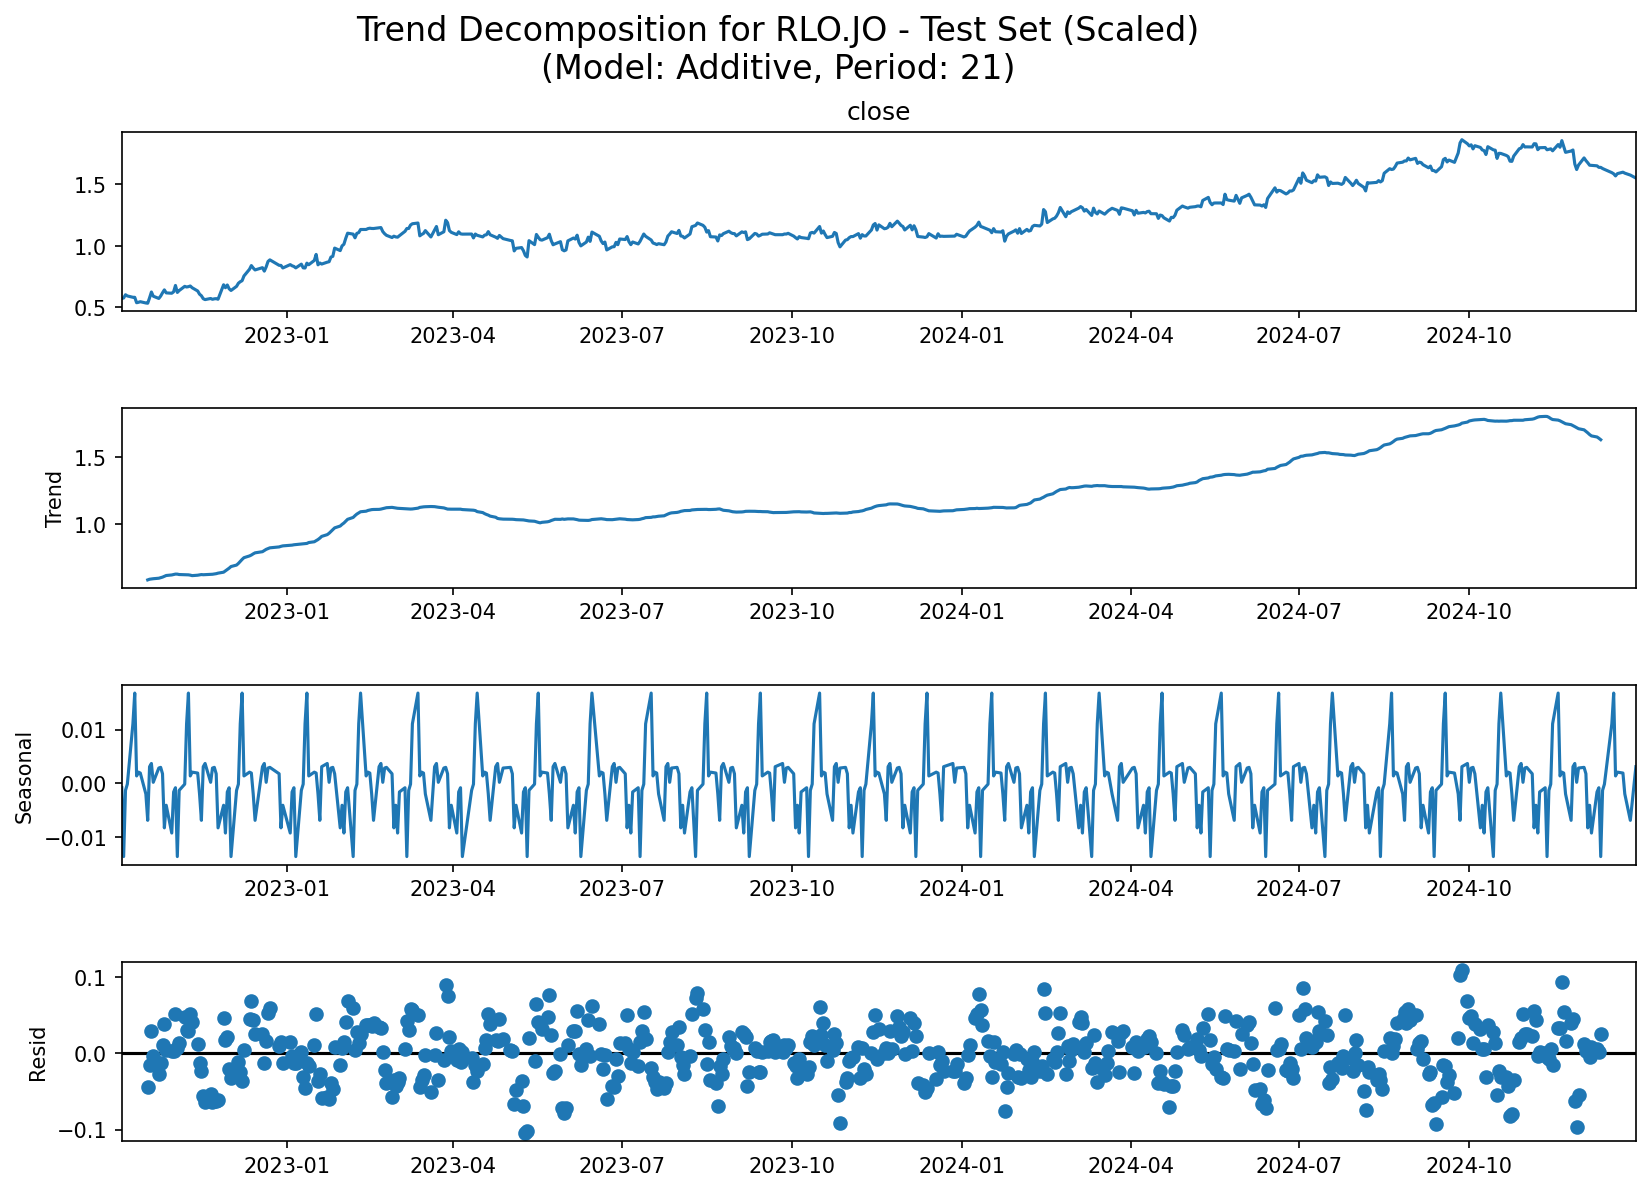 Trend Decomposition for RLO.JO - Test Set (Scaled)
(Model: Additive, Period: 21)
close
1.5
1.0
0.5
2023-01 2023-04 2023-07 2023-10 2024-01 2024-04 2024-07 2024-10
Trend
1.5
1.0
2023-01 2023-04 2023-07 2023-10 2024-01 2024-04 2024-07 2024-10
Seasonal
0.01
0.00
−0.01
2023-01 2023-04 2023-07 2023-10 2024-01 2024-04 2024-07 2024-10
Resid
0.1
0.0
−0.1
2023-01 2023-04 2023-07 2023-10 2024-01 2024-04 2024-07 2024-10